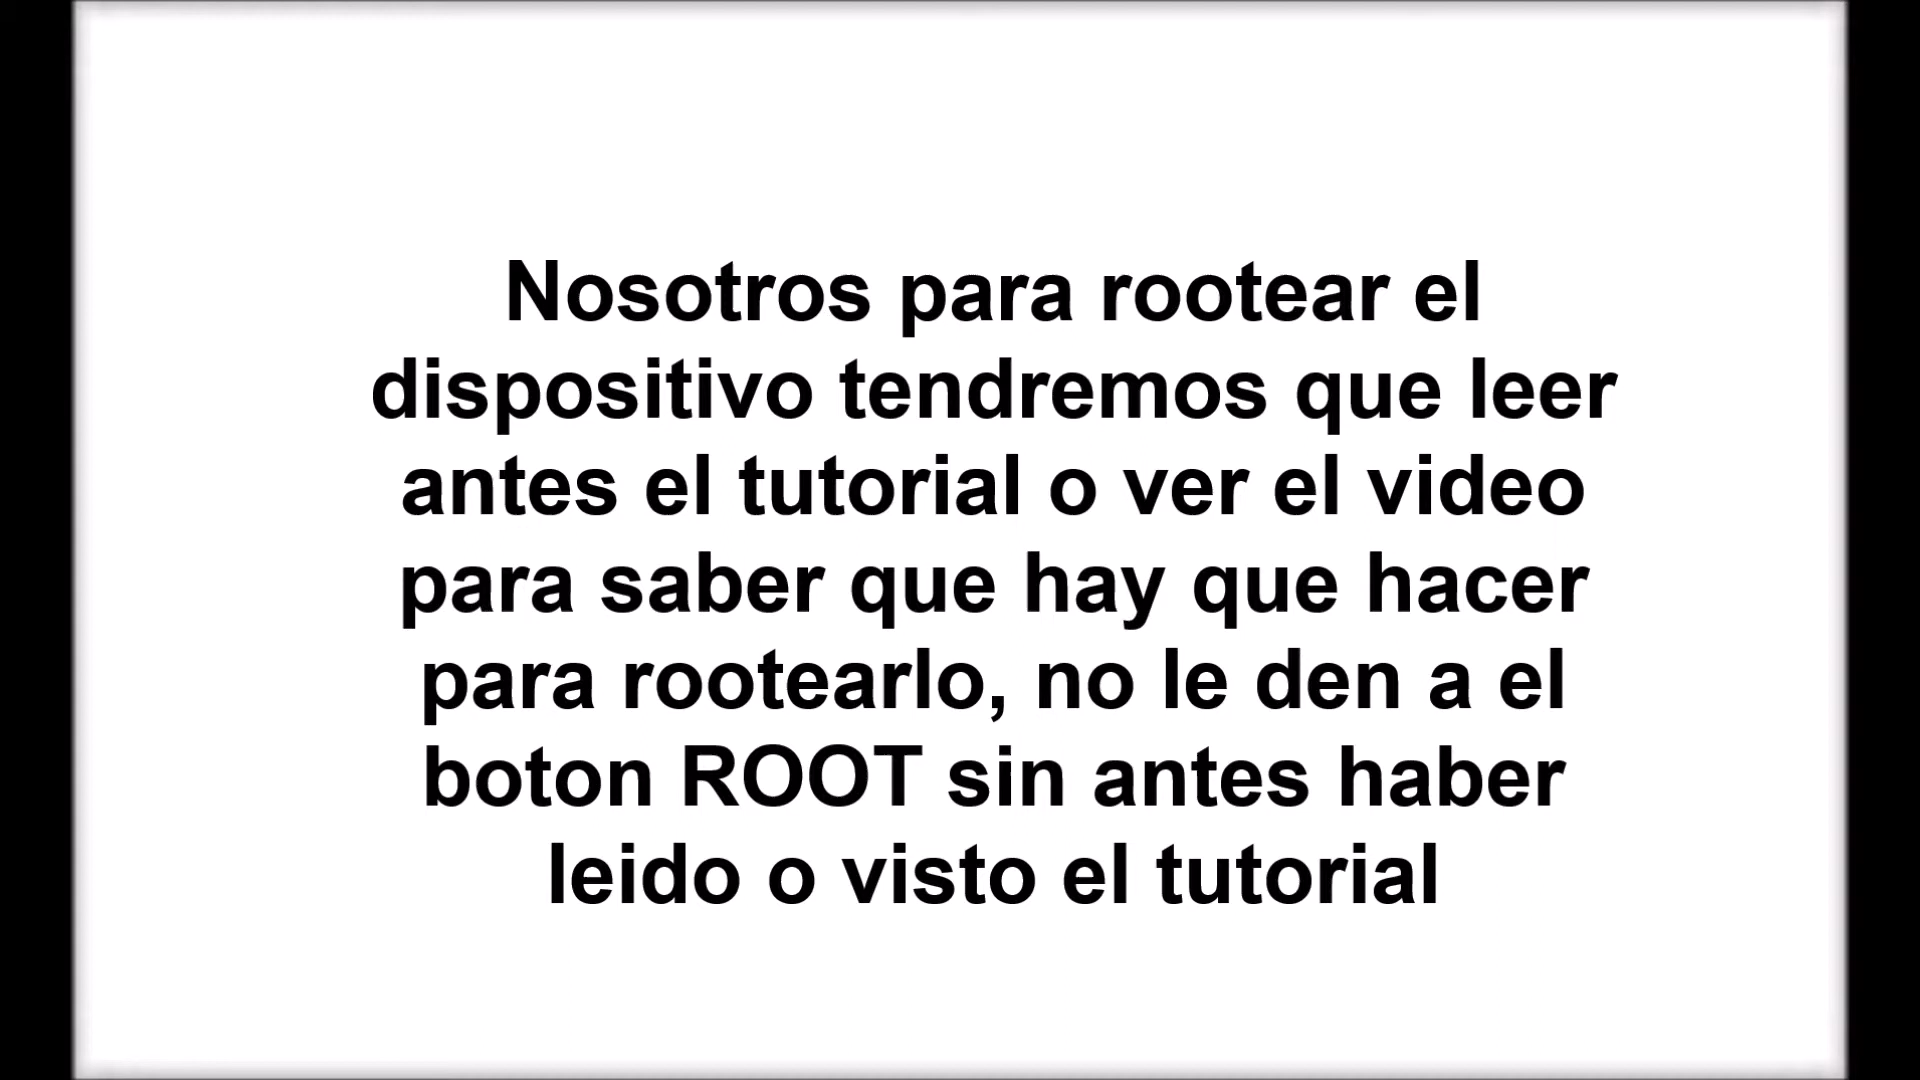 Nosotros para rootear el
dispositivo tendremos que leer
antes el tutorial o ver el video
para saber que hay que hacer
para rootearlo, no le den a el
boton ROOT sin antes haber
leido o visto el tutorial